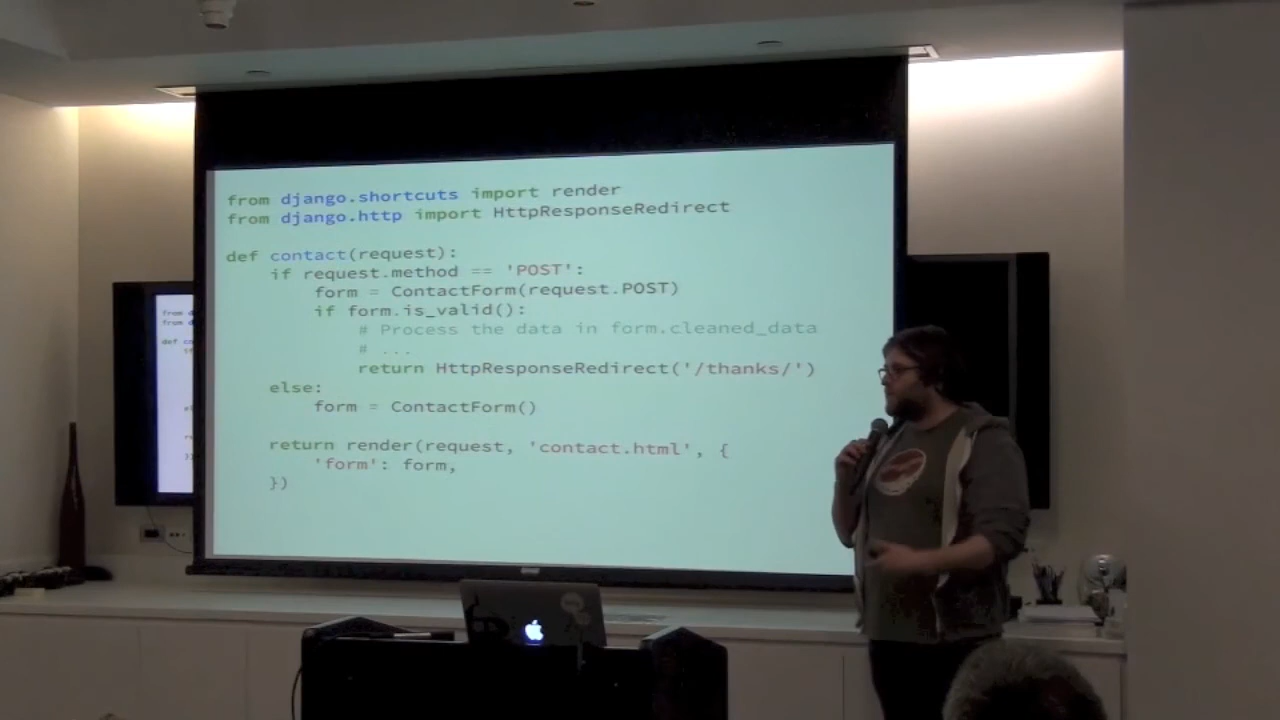 from django.shortcuts import render
from django.http import HttpResponseRedirect
def contact(request):
if request.method == 'POST':
form = ContactForm(request.POST)
if form.is_valid():
# Process the data in form.cleaned_data
# ...
return HttpResponseRedirect('/thanks/')
else:
form = ContactForm()
return render(request, 'contact.html', {
'form': form,
})